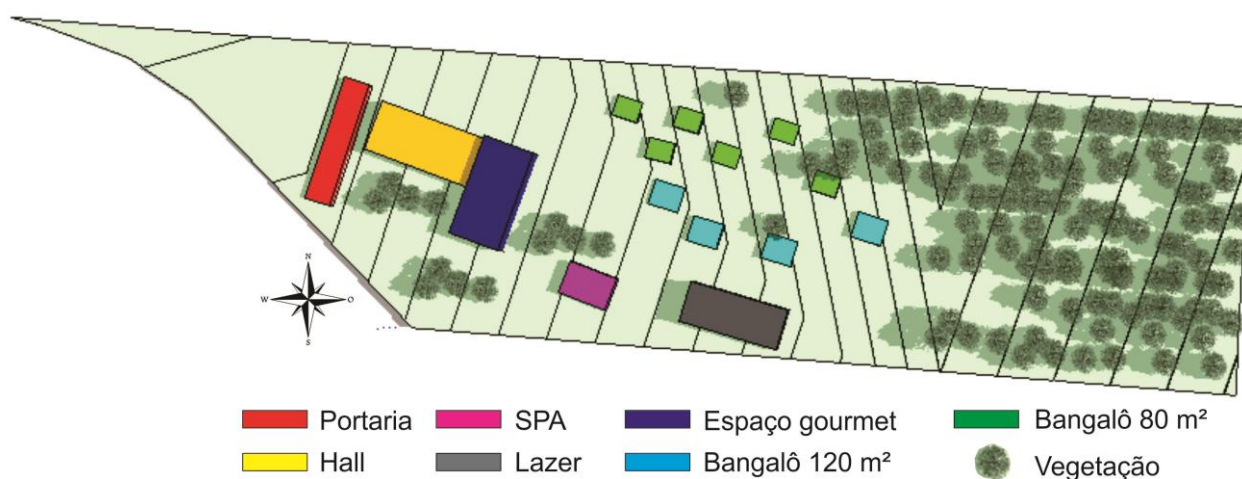 N
W O
S
Portaria SPA Espaço gourmet Bangalô 80 m²
Hall Lazer Bangalô 120 m² Vegetação